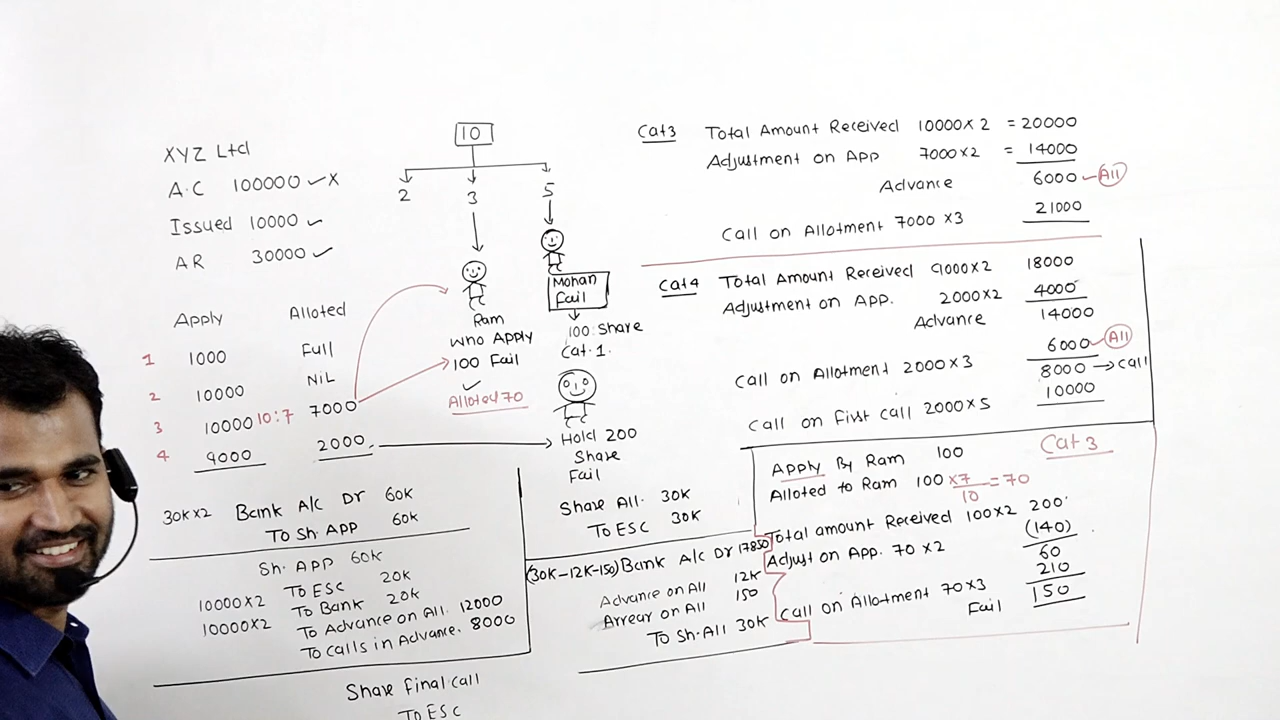 XYZ Ltd
A.C 100000 ✓ X
Issued 10000 ✓
AR 30000 ✓
Apply Alloted
1 1000 Full
2 10000 NiL
3 10000 10:7 7000
4 9000 2000
10
2 3 5
Ram
who Apply
100 Fail
✓
Alloted 70
Mohan
Fail
100 Share
Cat. 1.
Hold 200
Share
Fail
Cat 3 Total Amount Received 10000 X 2 = 20000
Adjustment on App 7000 X 2 = 14000
Advance 6000 All
Call on Allotment 7000 X 3 21000
Cat 4 Total Amount Received 9000 X 2 18000
Adjustment on App. 2000 X 2 4000
Advance 14000
Call on Allotment 2000 X 3 6000 All
8000 → Call
Call on First call 2000 X 5 10000
30K X 2 Bank A/c Dr 60K
To Sh. App 60K
Sh. App 60K
10000 X 2 To ESC 20K
10000 X 2 To Bank 20K
To Advance on All. 12000
To calls in Advance. 8000
Share Final call
To ESC
Share All. 30K
To ESC 30K
(30K-12K-150) Bank A/c Dr 17850
Advance on All 12K
Arrear on All 150
To Sh. All 30K
Cat 3
Apply By Ram 100
Alloted to Ram 100 X 7/10 = 70
Total amount Received 100 X 2 200
Adjust on App. 70 X 2 (140)
60
Call on Allotment 70 X 3 210
Fail 150